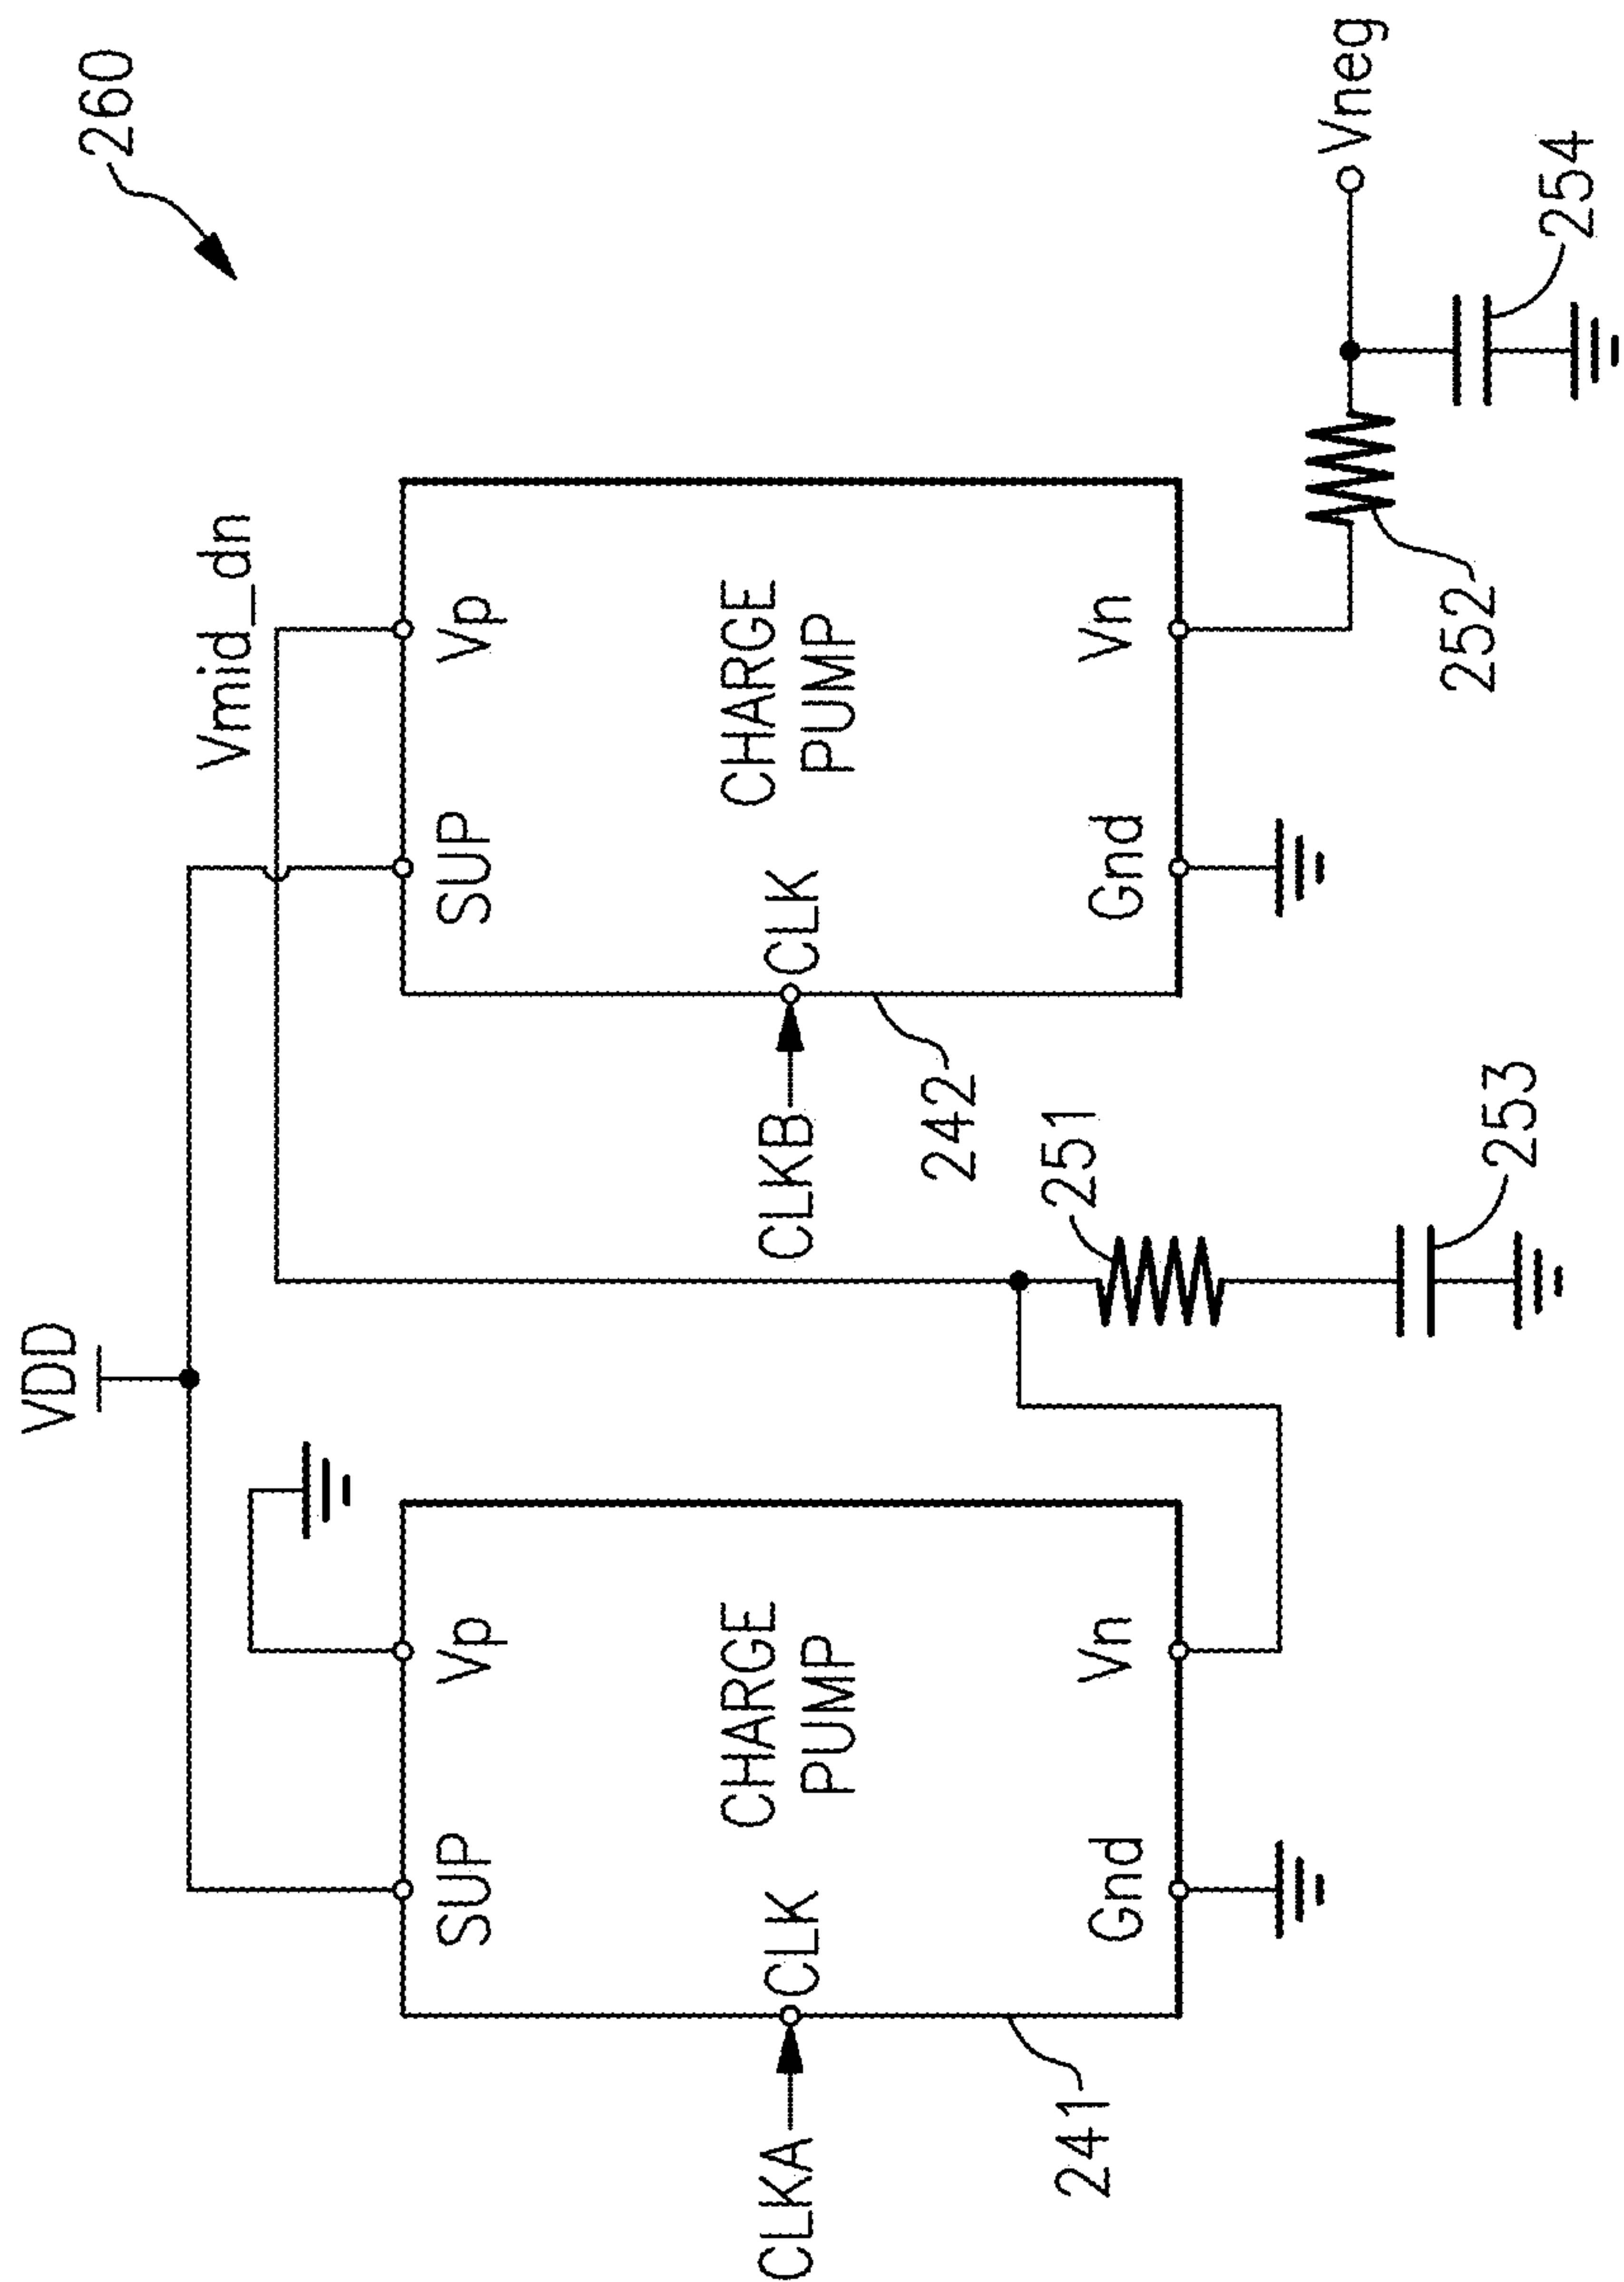 260
VDD
Vmid_dn
SUP
Vp
SUP
Vp
CLKA
CLK
CHARGE
PUMP
CLKB
CLK
CHARGE
PUMP
Gnd
Vn
Gnd
Vn
241
251
242
253
252
254
Vneg